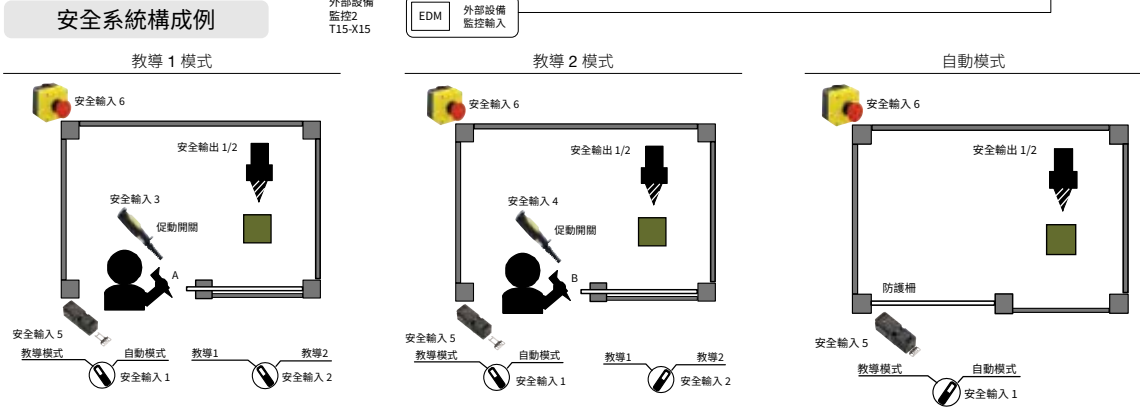 安全系統構成例
外部設備
監控2
T15-X15
EDM
外部設備
監控輸入
教導 1 模式
安全輸入 6
安全輸出 1/2
安全輸入 3
促動開關
A
安全輸入 5
教導模式
自動模式
安全輸入 1
教導1
教導2
安全輸入 2
教導 2 模式
安全輸入 6
安全輸出 1/2
安全輸入 4
促動開關
B
安全輸入 5
教導模式
自動模式
安全輸入 1
教導1
教導2
安全輸入 2
自動模式
安全輸入 6
安全輸出 1/2
防護柵
安全輸入 5
教導模式
自動模式
安全輸入 1